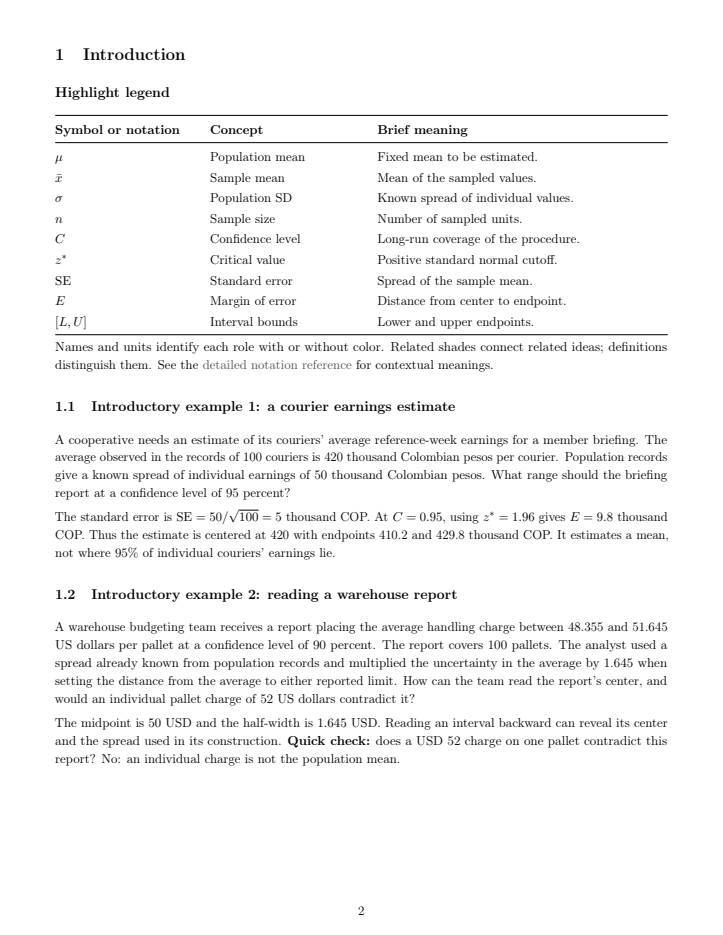 1 Introduction
Highlight legend
Symbol or notation Concept Brief meaning
μ Population mean Fixed mean to be estimated.
x̄ Sample mean Mean of the sampled values.
σ Population SD Known spread of individual values.
n Sample size Number of sampled units.
C Confidence level Long-run coverage of the procedure.
z* Critical value Positive standard normal cutoff.
SE Standard error Spread of the sample mean.
E Margin of error Distance from center to endpoint.
[L, U] Interval bounds Lower and upper endpoints.
Names and units identify each role with or without color. Related shades connect related ideas; definitions
distinguish them. See the detailed notation reference for contextual meanings.
1.1 Introductory example 1: a courier earnings estimate
A cooperative needs an estimate of its couriers' average reference-week earnings for a member briefing. The
average observed in the records of 100 couriers is 420 thousand Colombian pesos per courier. Population records
give a known spread of individual earnings of 50 thousand Colombian pesos. What range should the briefing
report at a confidence level of 95 percent?
The standard error is SE = 50/√100 = 5 thousand COP. At C = 0.95, using z* = 1.96 gives E = 9.8 thousand
COP. Thus the estimate is centered at 420 with endpoints 410.2 and 429.8 thousand COP. It estimates a mean,
not where 95% of individual couriers' earnings lie.
1.2 Introductory example 2: reading a warehouse report
A warehouse budgeting team receives a report placing the average handling charge between 48.355 and 51.645
US dollars per pallet at a confidence level of 90 percent. The report covers 100 pallets. The analyst used a
spread already known from population records and multiplied the uncertainty in the average by 1.645 when
setting the distance from the average to either reported limit. How can the team read the report's center, and
would an individual pallet charge of 52 US dollars contradict it?
The midpoint is 50 USD and the half-width is 1.645 USD. Reading an interval backward can reveal its center
and the spread used in its construction. Quick check: does a USD 52 charge on one pallet contradict this
report? No: an individual charge is not the population mean.
2